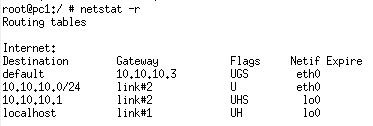 root@pc1:/ # netstat -r
Routing tables

Internet:
Destination        Gateway            Flags     Netif Expire
default            10.10.10.3         UGS        eth0
10.10.10.0/24      link#2             U          eth0
10.10.10.1         link#2             UHS         lo0
localhost          link#1             UH          lo0